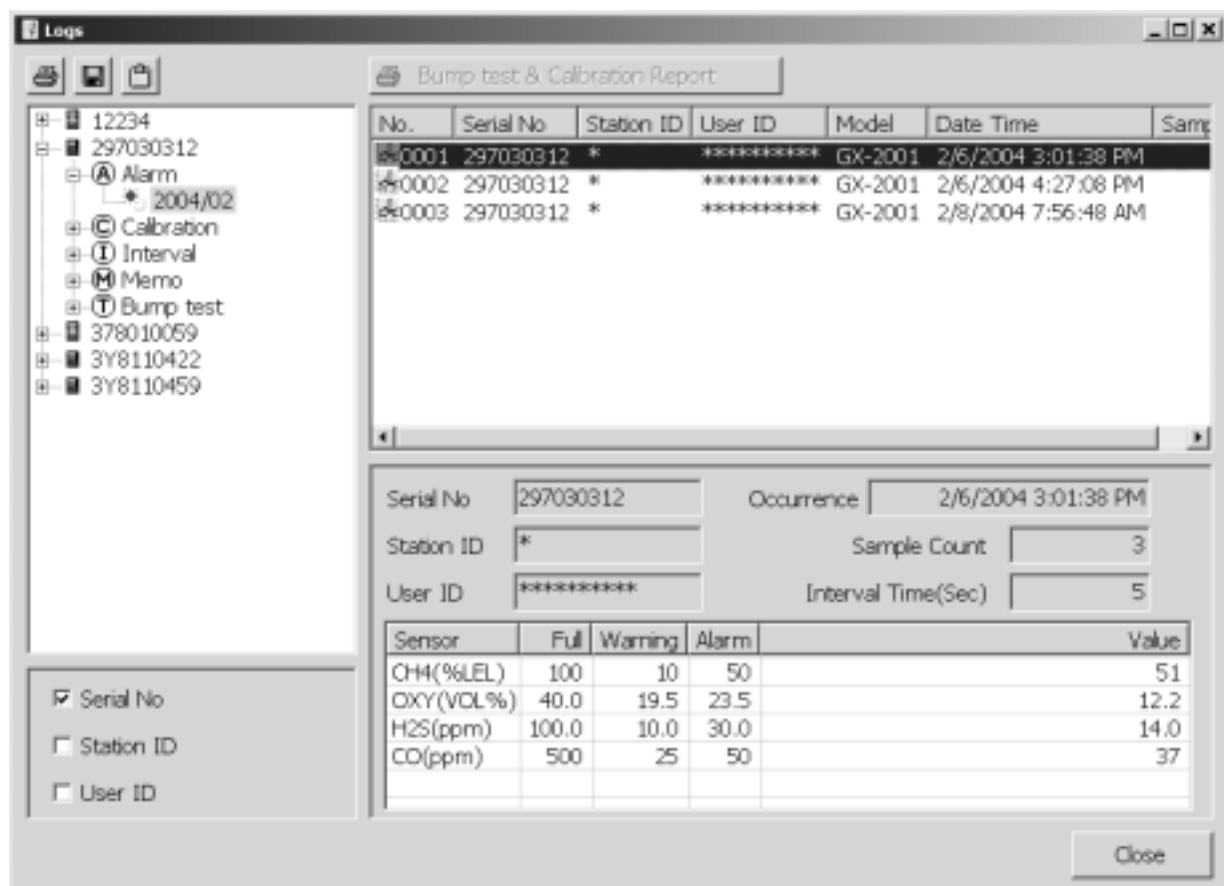 Logs
Bump test & Calibration Report
12234
297030312
A Alarm
2004/02
C Calibration
I Interval
M Memo
T Bump test
378010059
3Y8110422
3Y8110459
Serial No
Station ID
User ID
No. Serial No Station ID User ID Model Date Time Samp
0001 297030312 * ********** GX-2001 2/6/2004 3:01:38 PM
0002 297030312 * ********** GX-2001 2/6/2004 4:27:08 PM
0003 297030312 * ********** GX-2001 2/8/2004 7:56:48 AM
Serial No 297030312 Occurrence 2/6/2004 3:01:38 PM
Station ID * Sample Count 3
User ID ********** Interval Time(Sec) 5
Sensor Full Warning Alarm Value
CH4(%LEL) 100 10 50 51
OXY(VOL%) 40.0 19.5 23.5 12.2
H2S(ppm) 100.0 10.0 30.0 14.0
CO(ppm) 500 25 50 37
Close